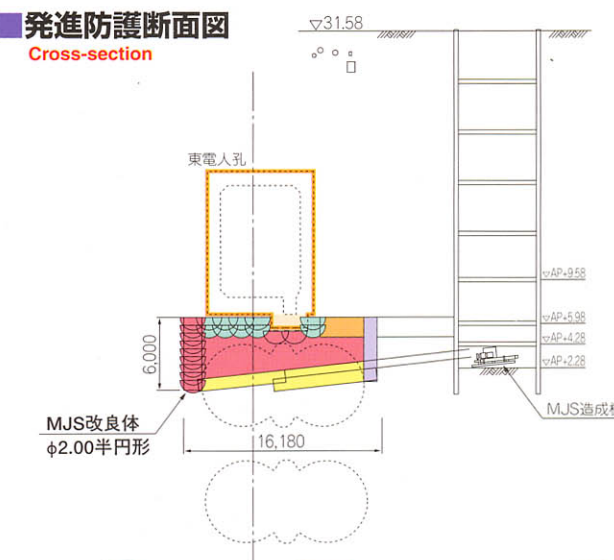 ■発進防護断面図
Cross-section
▽31.58
東電人孔
▽AP+9.58
▽AP+5.98
▽AP+4.28
▽AP+2.28
6,000
MJS改良体
φ2.00半円形
16,180
MJS造成機